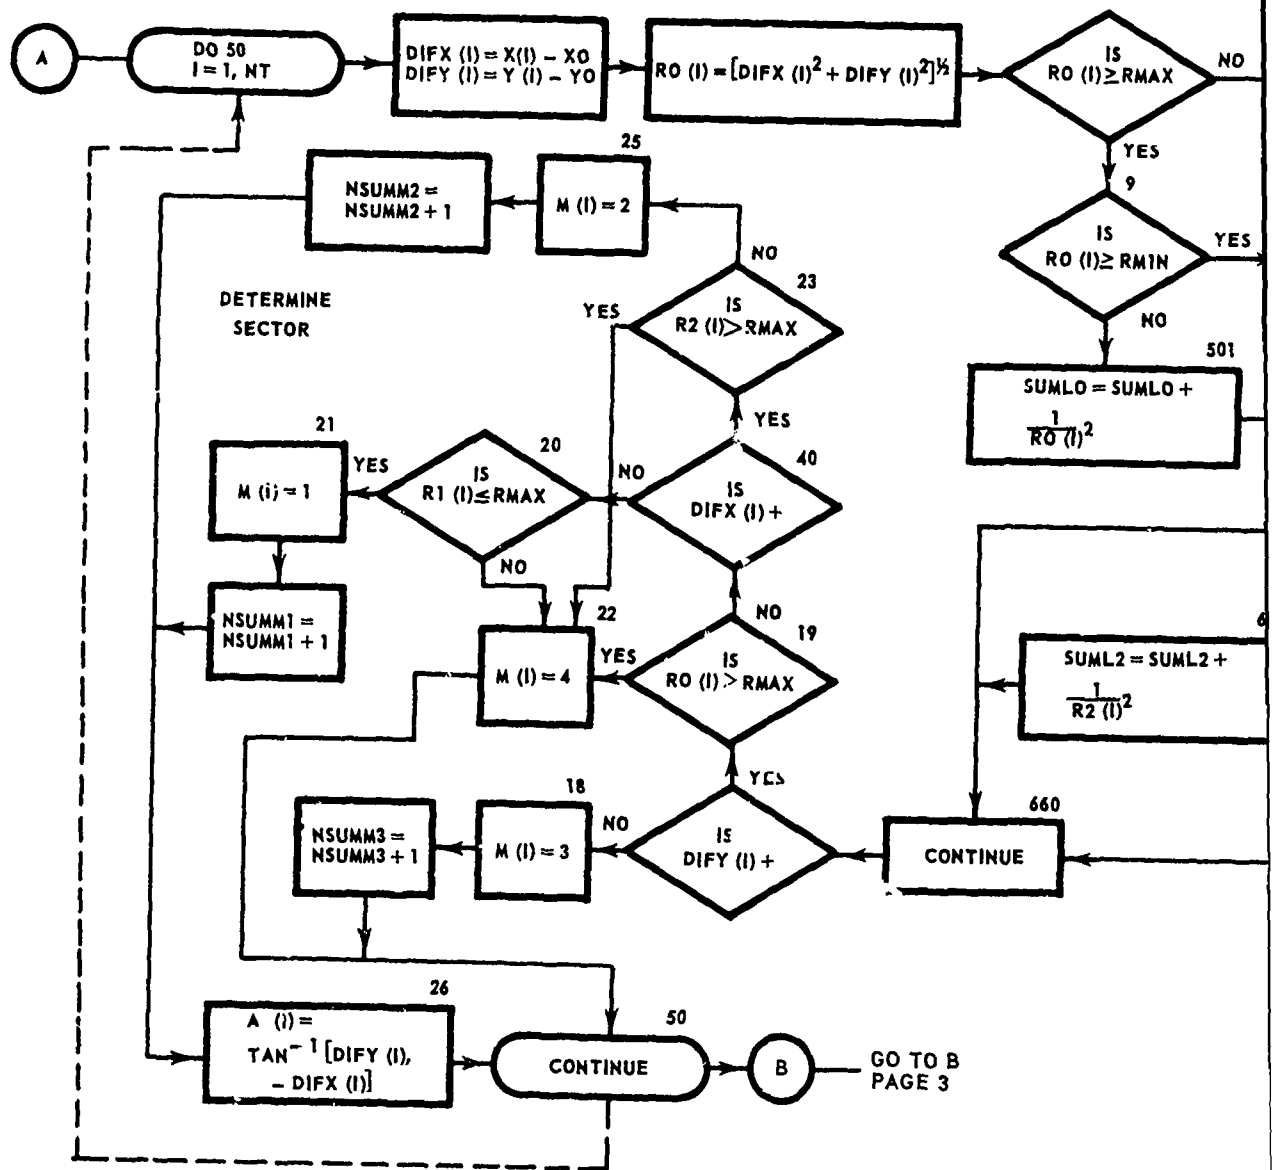 A
DO 50
I = 1, NT
DIFX (I) = X(I) - XO
DIFY (I) = Y (I) - YO
RO (I) = [DIFX (I)² + DIFY (I)²]½
IS
RO (I) ≥ RMAX
NO
YES
9
IS
RO (I) ≥ RMIN
YES
NO
501
SUMLO = SUMLO +
1
RO (I)²
25
NSUMM2 =
NSUMM2 + 1
M (I) = 2
NO
23
IS
R2 (I) > RMAX
YES
DETERMINE
SECTOR
YES
40
IS
DIFX (I) +
NO
20
IS
R1 (I) ≤ RMAX
YES
NO
21
M (i) = 1
NSUMM1 =
NSUMM1 + 1
22
M (I) = 4
YES
NO
19
IS
RO (I) > RMAX
6
SUML2 = SUML2 +
1
R2 (I)²
YES
660
CONTINUE
IS
DIFY (I) +
NO
18
M (I) = 3
NSUMM3 =
NSUMM3 + 1
26
A (i) =
TAN⁻¹ [DIFY (I),
- DIFX (I)]
50
CONTINUE
B
GO TO B
PAGE 3